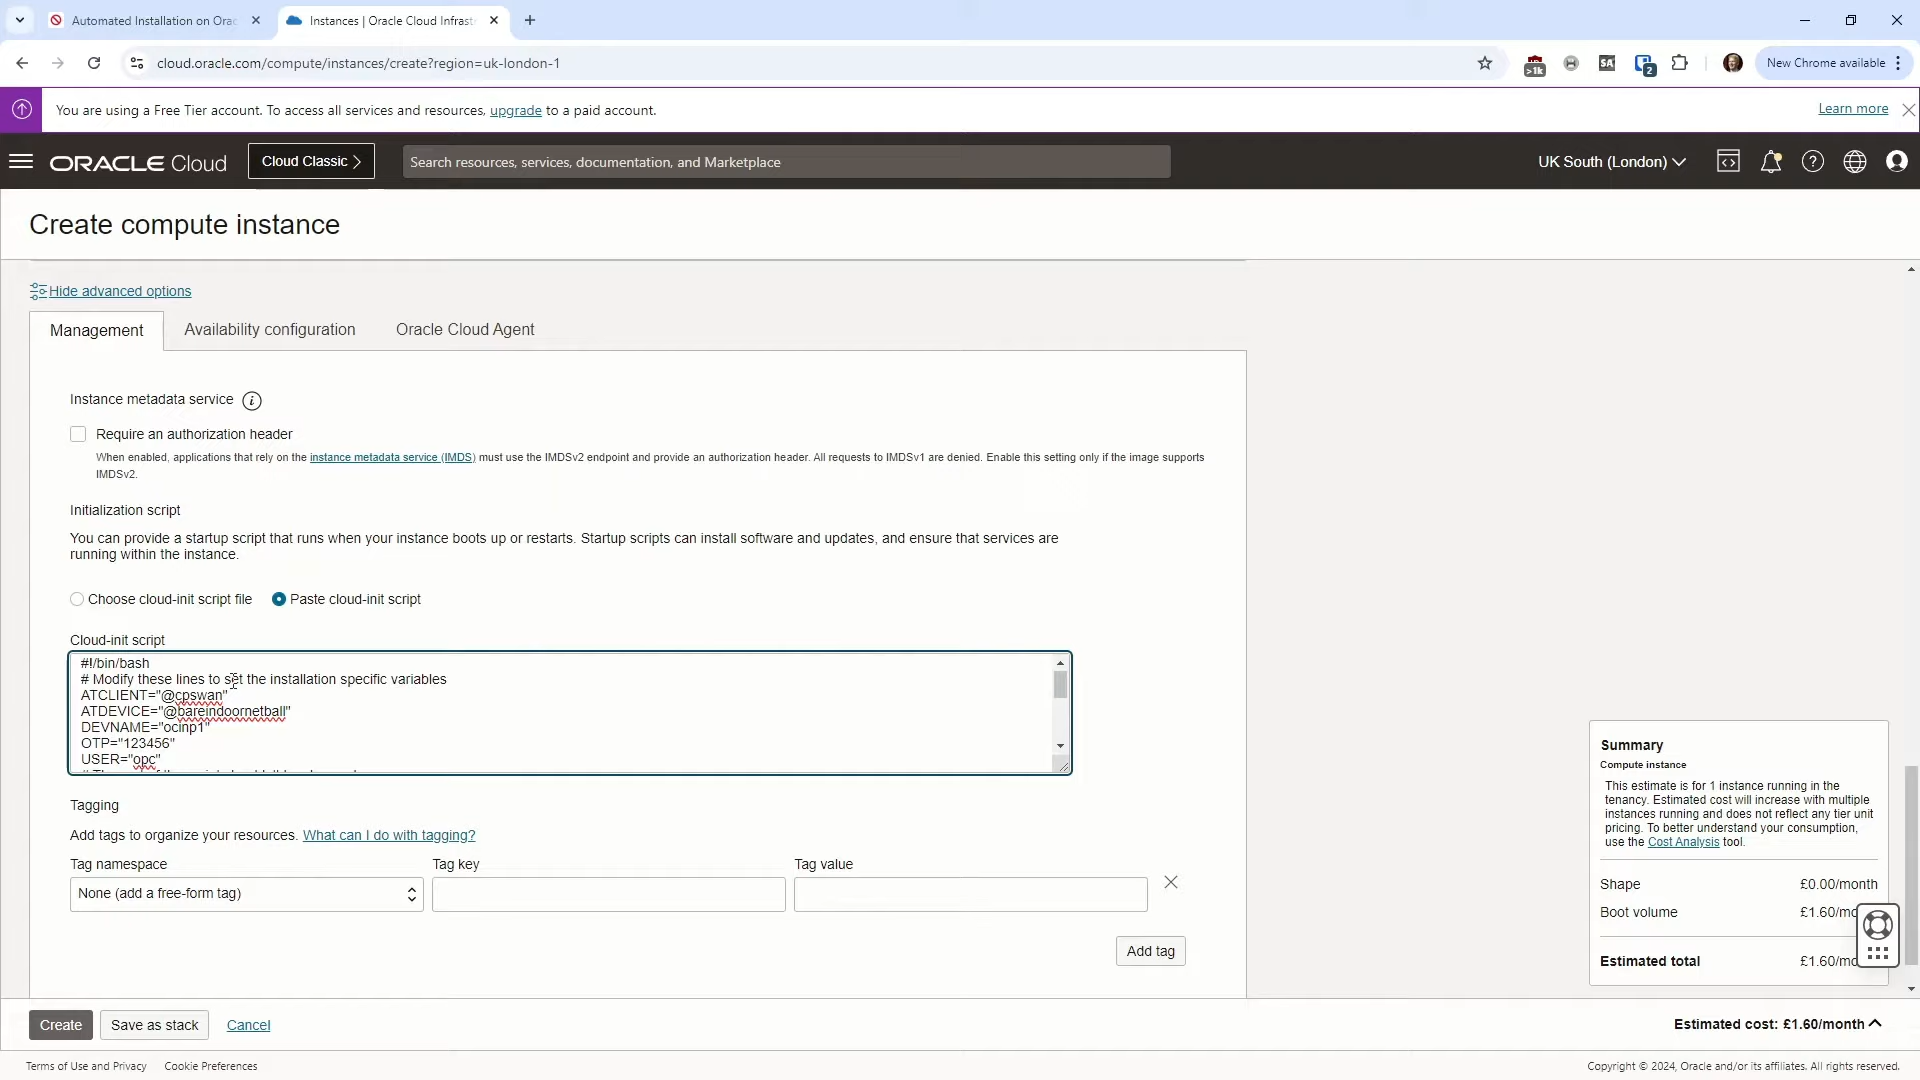 Automated Installation on Orac
Instances | Oracle Cloud Infrast
cloud.oracle.com/compute/instances/create?region=uk-london-1
>1k
SA
2
New Chrome available
You are using a Free Tier account. To access all services and resources, upgrade to a paid account.
Learn more
ORACLE Cloud
Cloud Classic
Search resources, services, documentation, and Marketplace
UK South (London)
Create compute instance
Hide advanced options
Management
Availability configuration
Oracle Cloud Agent
Instance metadata service
Require an authorization header
When enabled, applications that rely on the instance metadata service (IMDS) must use the IMDSv2 endpoint and provide an authorization header. All requests to IMDSv1 are denied. Enable this setting only if the image supports
IMDSv2.
Initialization script
You can provide a startup script that runs when your instance boots up or restarts. Startup scripts can install software and updates, and ensure that services are
running within the instance.
Choose cloud-init script file
Paste cloud-init script
Cloud-init script
#!/bin/bash
# Modify these lines to set the installation specific variables
ATCLIENT="@cpswan"
ATDEVICE="@bareindoornetball"
DEVNAME="ocinp1"
OTP="123456"
USER="opc"
Tagging
Add tags to organize your resources. What can I do with tagging?
Tag namespace
Tag key
Tag value
None (add a free-form tag)
Add tag
Summary
Compute instance
This estimate is for 1 instance running in the
tenancy. Estimated cost will increase with multiple
instances running and does not reflect any tier unit
pricing. To better understand your consumption,
use the Cost Analysis tool.
Shape £0.00/month
Boot volume £1.60/mo
Estimated total £1.60/mo
Create
Save as stack
Cancel
Estimated cost: £1.60/month
Terms of Use and Privacy
Cookie Preferences
Copyright © 2024, Oracle and/or its affiliates. All rights reserved.